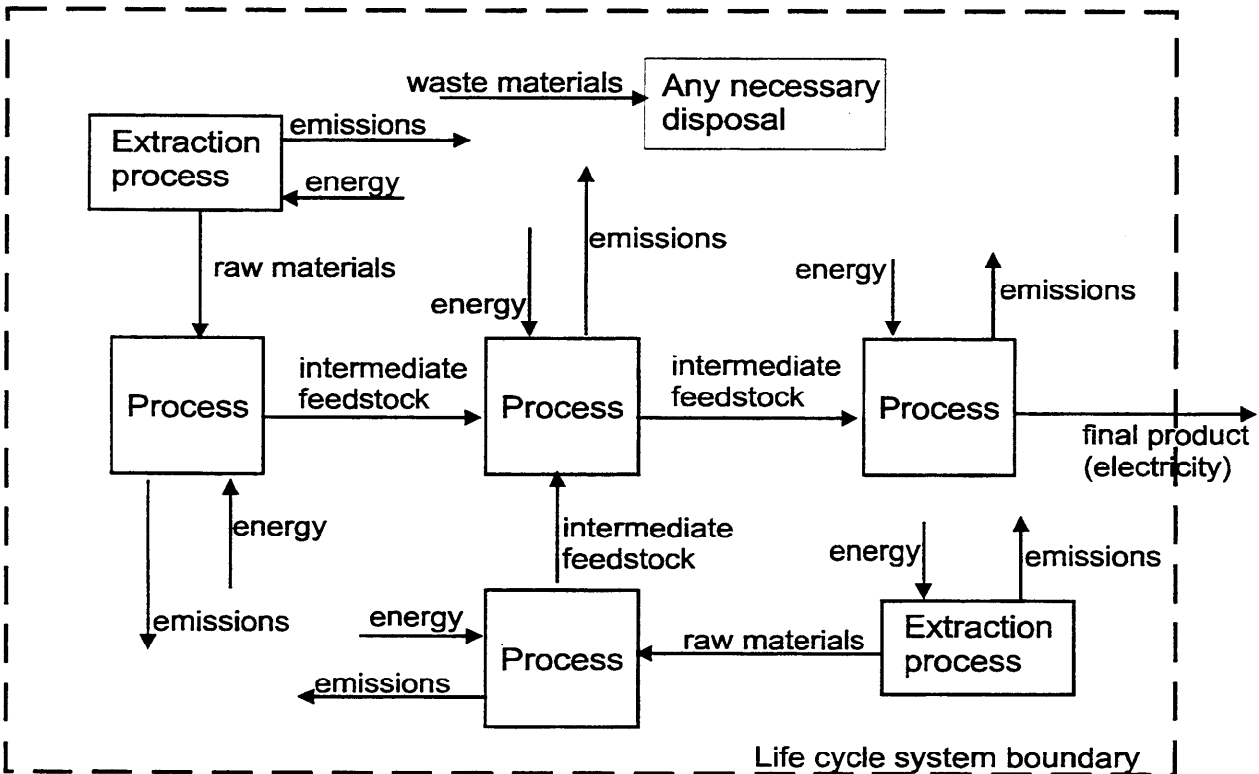 waste materials
Any necessary
disposal
Extraction
process
emissions
energy
raw materials
energy
emissions
energy
emissions
Process
intermediate
feedstock
Process
intermediate
feedstock
Process
final product
(electricity)
energy
emissions
intermediate
feedstock
energy
emissions
energy
emissions
Process
raw materials
Extraction
process
Life cycle system boundary